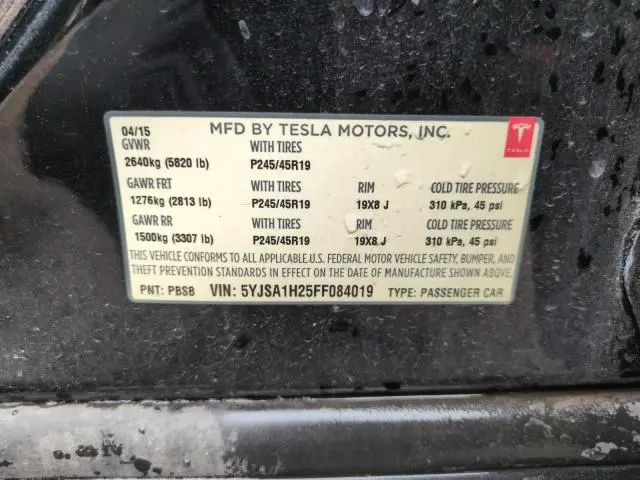 04/15 MFD BY TESLA MOTORS, INC.
GVWR WITH TIRES
2640kg (5820 lb) P245/45R19
GAWR FRT WITH TIRES RIM COLD TIRE PRESSURE
1276kg (2813 lb) P245/45R19 19X8 J 310 kPa, 45 psi
GAWR RR WITH TIRES RIM COLD TIRE PRESSURE
1500kg (3307 lb) P245/45R19 19X8 J 310 kPa, 45 psi
THIS VEHICLE CONFORMS TO ALL APPLICABLE U.S. FEDERAL MOTOR VEHICLE SAFETY, BUMPER, AND
THEFT PREVENTION STANDARDS IN EFFECT ON THE DATE OF MANUFACTURE SHOWN ABOVE.
PNT: PBSB VIN: 5YJSA1H25FF084019 TYPE: PASSENGER CAR
TESLA